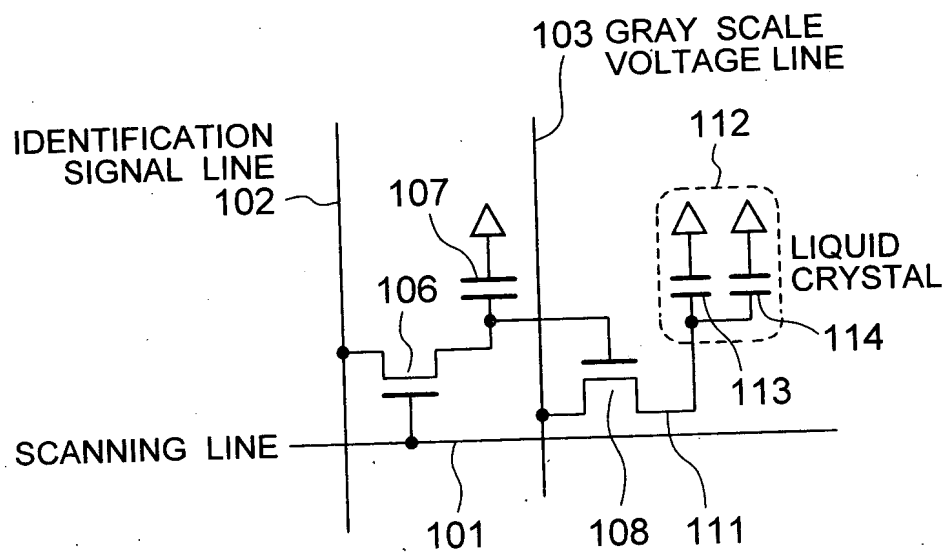 103 GRAY SCALE
VOLTAGE LINE
IDENTIFICATION
SIGNAL LINE
102
112
107
106
LIQUID
CRYSTAL
114
113
SCANNING LINE
101
108
111